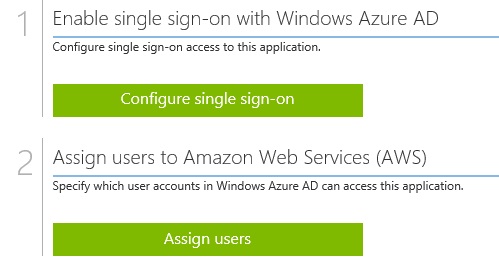 1
Enable single sign-on with Windows Azure AD
Configure single sign-on access to this application.
Configure single sign-on
2
Assign users to Amazon Web Services (AWS)
Specify which user accounts in Windows Azure AD can access this application.
Assign users